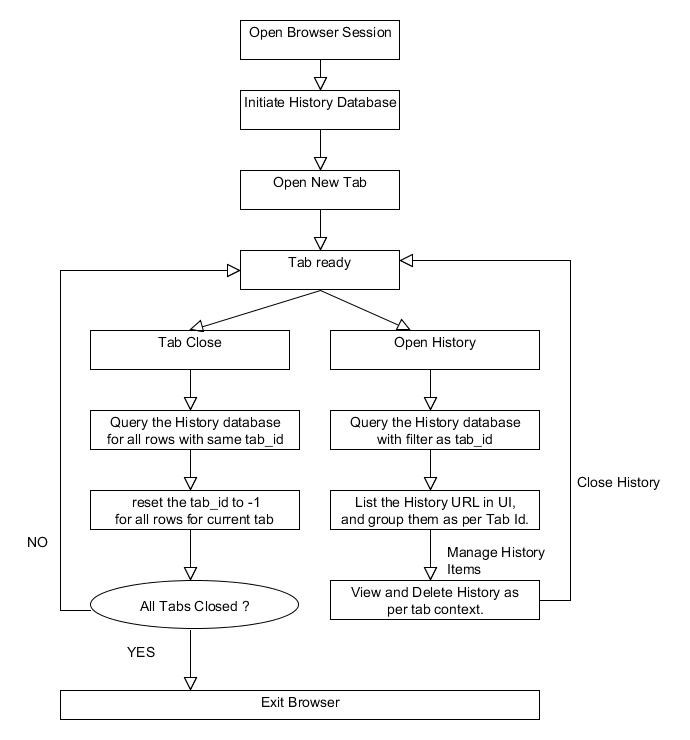 Open Browser Session
Initiate History Database
Open New Tab
Tab ready
Tab Close
Open History
Query the History database
for all rows with same tab_id
Query the History database
with filter as tab_id
reset the tab_id to -1
for all rows for current tab
List the History URL in UI,
and group them as per Tab Id.
Close History
NO
Manage History
Items
All Tabs Closed ?
View and Delete History as
per tab context.
YES
Exit Browser